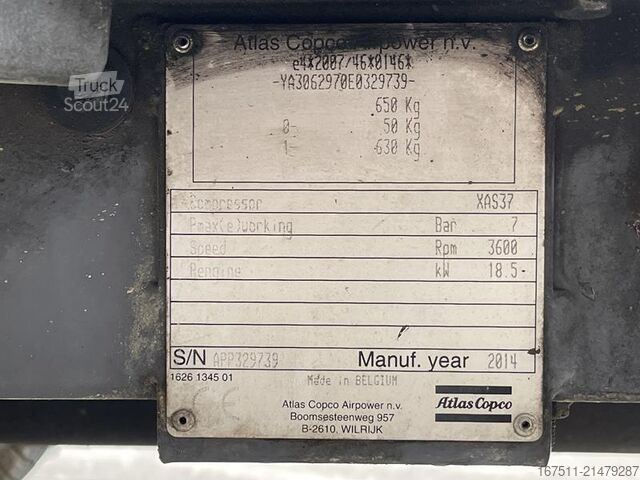 Truck
Scout24
Atlas Copco Airpower n.v.
e4*2007/46*0146*
-YA3062970E0329739-
650 Kg
0- 50 Kg
1- 630 Kg
Compressor XAS37
Pmax(e)working Bar 7
Speed Rpm 3600
Pengine kW 18.5
S/N APP329739 Manuf. year 2014
1626 1345 01
Made in BELGIUM
CE
Atlas Copco Airpower n.v.
Boomsesteenweg 957
B-2610, WILRIJK
Atlas Copco
167511-21479287